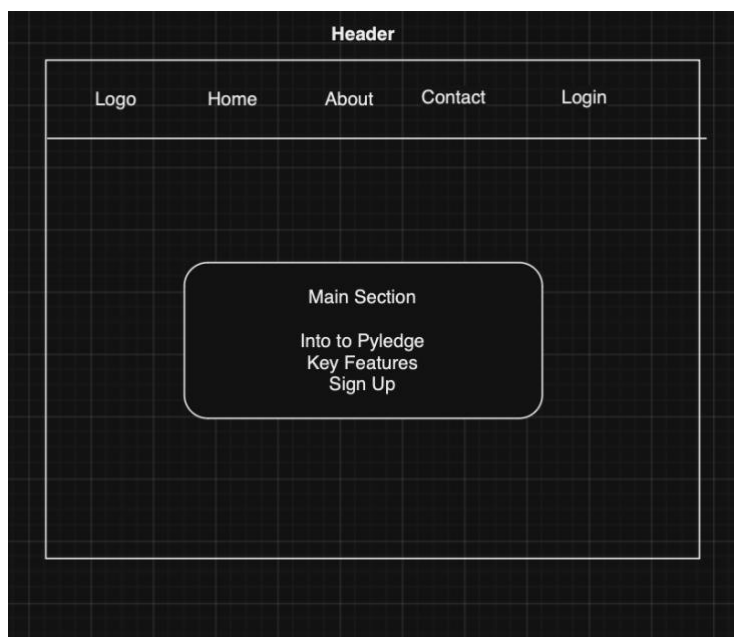 Header
Logo Home About Contact Login
Main Section
Into to Pyledge
Key Features
Sign Up